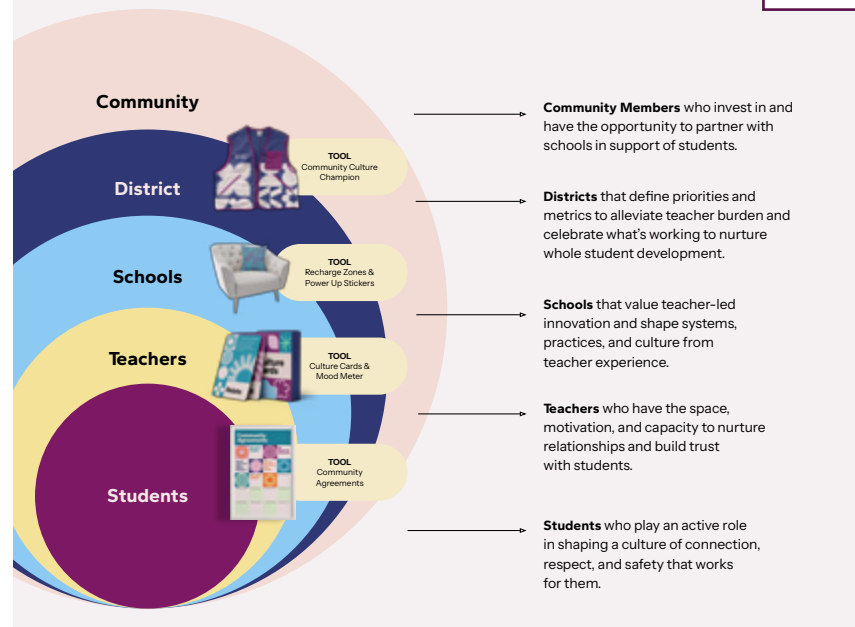 Community
TOOL
Community Culture
Champion
District
TOOL
Recharge Zones &
Power Up Stickers
Schools
TOOL
Culture Cards &
Mood Meter
Teachers
TOOL
Community
Agreements
Students
Community Members who invest in and
have the opportunity to partner with
schools in support of students.
Districts that define priorities and
metrics to alleviate teacher burden and
celebrate what's working to nurture
whole student development.
Schools that value teacher-led
innovation and shape systems,
practices, and culture from
teacher experience.
Teachers who have the space,
motivation, and capacity to nurture
relationships and build trust
with students.
Students who play an active role
in shaping a culture of connection,
respect, and safety that works
for them.